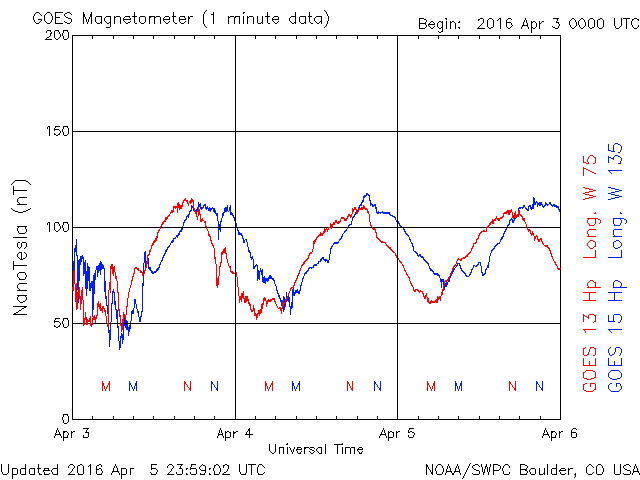 GOES Magnetometer (1 minute data)
Begin: 2016 Apr 3 0000 UTC
200
150
100
50
0
NanoTesla (nT)
M M N N M M N N M M N N
Apr 3 Apr 4 Apr 5 Apr 6
Universal Time
GOES 13 Hp Long. W 75
GOES 15 Hp Long. W 135
Updated 2016 Apr 5 23:59:02 UTC
NOAA/SWPC Boulder, CO USA